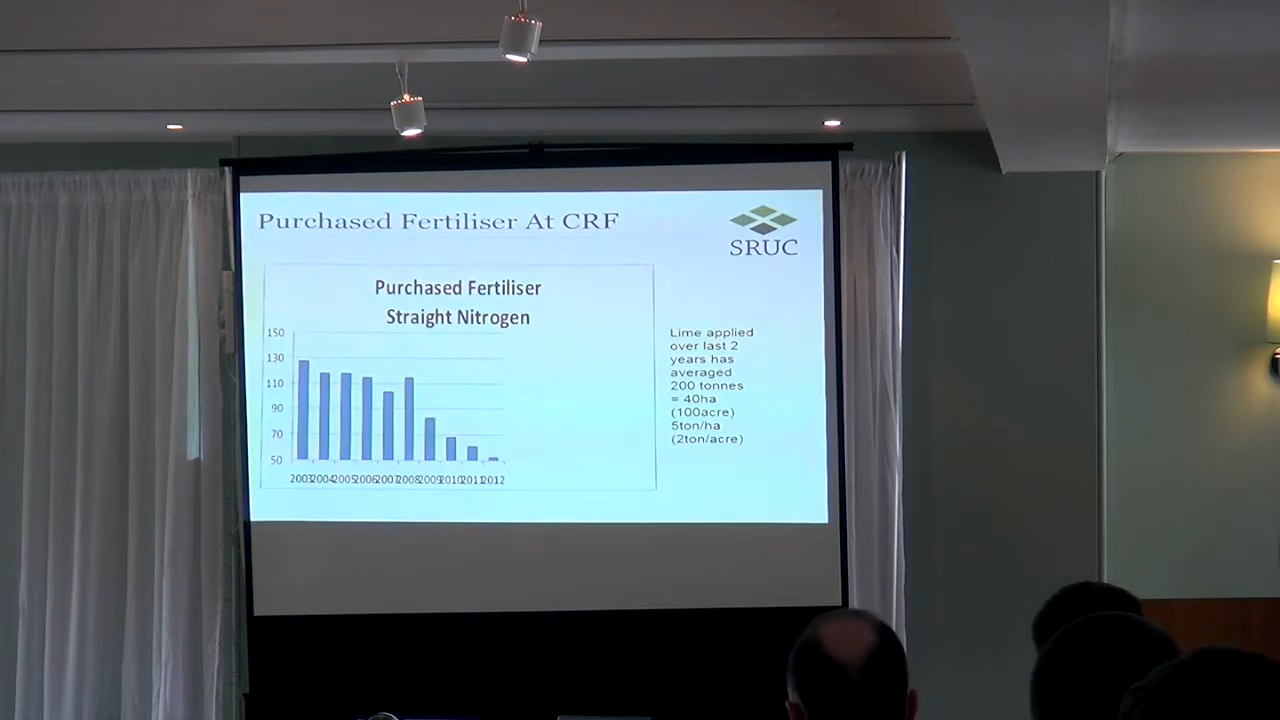 Purchased Fertiliser At CRF
SRUC
Purchased Fertiliser
Straight Nitrogen
150
130
110
90
70
50
2003 2004 2005 2006 2007 2008 2009 2010 2011 2012
Lime applied
over last 2
years has
averaged
200 tonnes
= 40ha
(100acre)
5ton/ha
(2ton/acre)